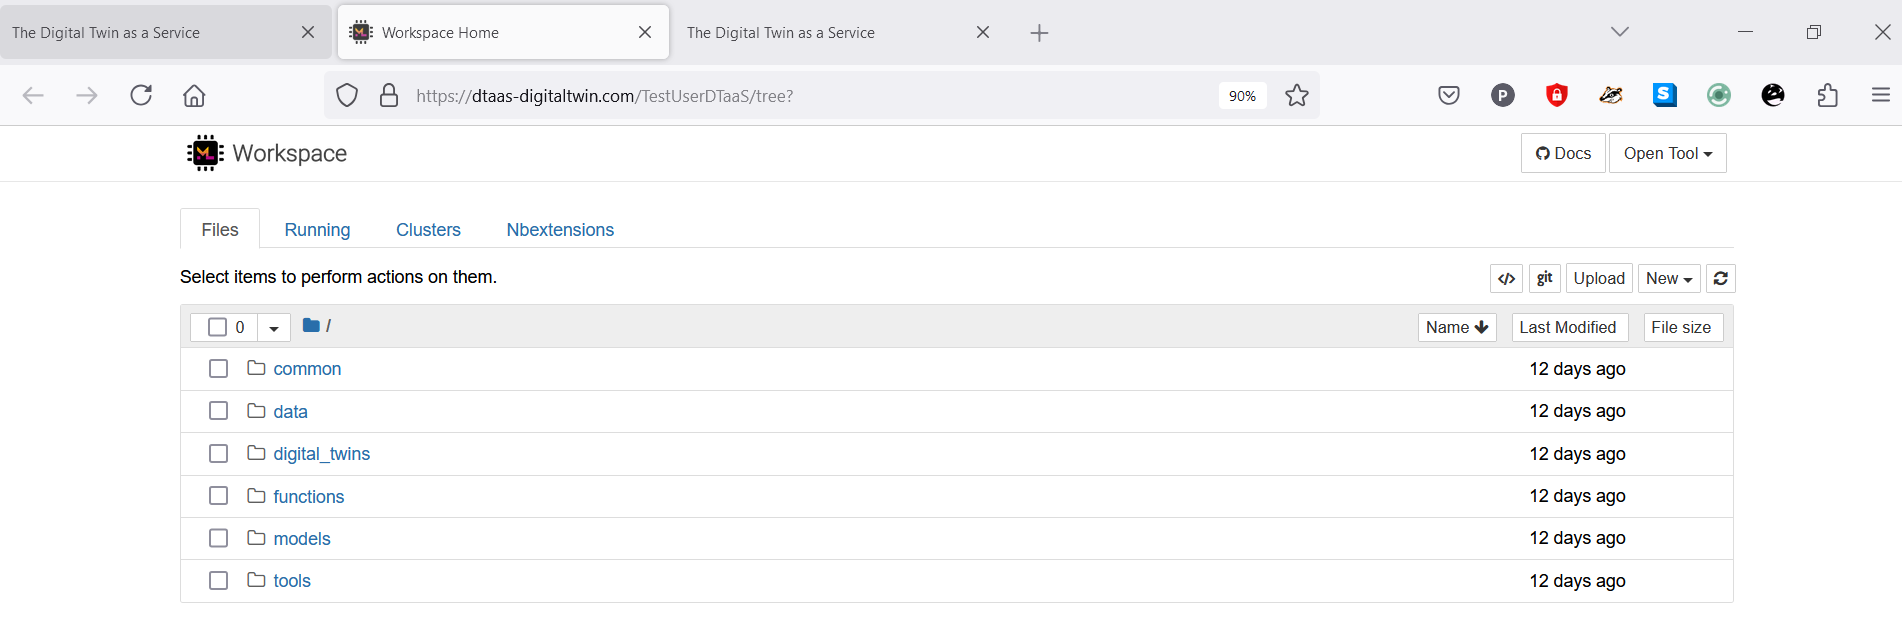 The Digital Twin as a Service
Workspace Home
The Digital Twin as a Service
https://dtaas-digitaltwin.com/TestUserDTaaS/tree?
90%
P
S
Workspace
Docs
Open Tool
Files
Running
Clusters
Nbextensions
Select items to perform actions on them.
</>
git
Upload
New
0
/
Name
Last Modified
File size
common
12 days ago
data
12 days ago
digital_twins
12 days ago
functions
12 days ago
models
12 days ago
tools
12 days ago